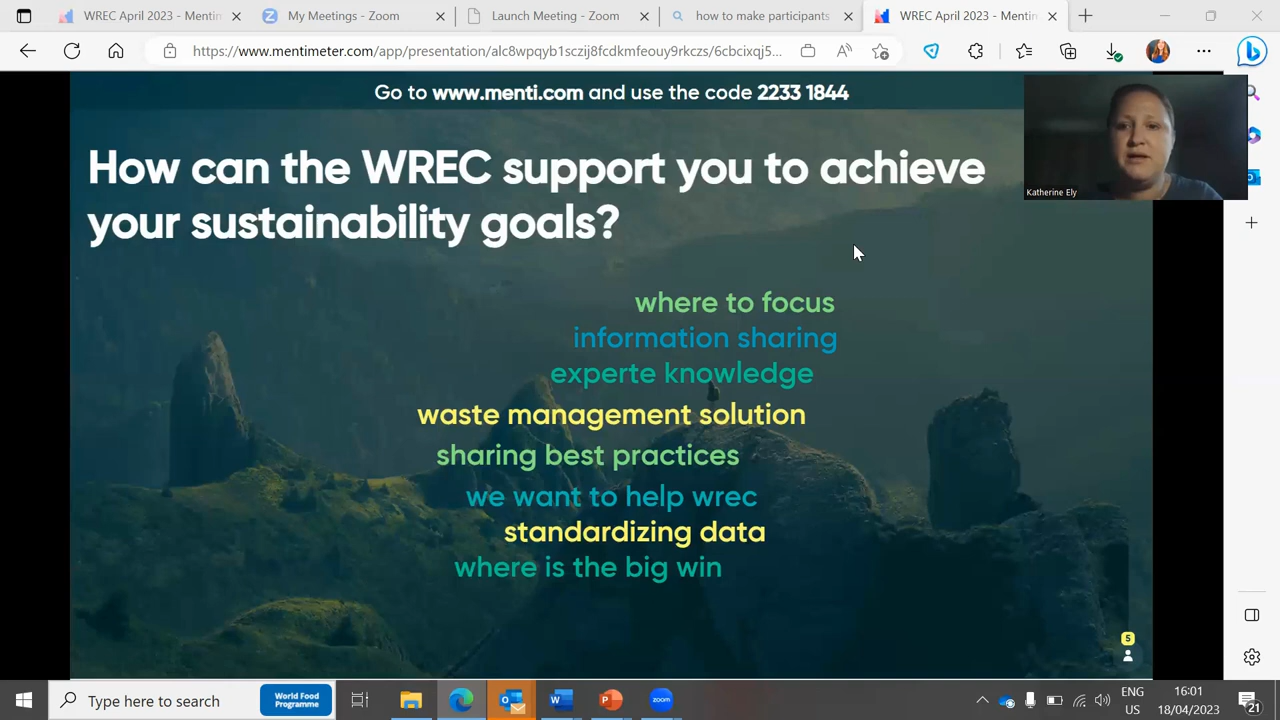 WREC April 2023 - Mentim
My Meetings - Zoom
Launch Meeting - Zoom
how to make participants
WREC April 2023 - Mentim
https://www.mentimeter.com/app/presentation/alc8wpqyb1sczij8fcdkmfeouy9rkczs/6cbcixqj5...
Go to www.menti.com and use the code 2233 1844
How can the WREC support you to achieve
your sustainability goals?
Katherine Ely
where to focus
information sharing
experte knowledge
waste management solution
sharing best practices
we want to help wrec
standardizing data
where is the big win
5
Type here to search
World Food
Programme
zoom
ENG
US
16:01
18/04/2023
21